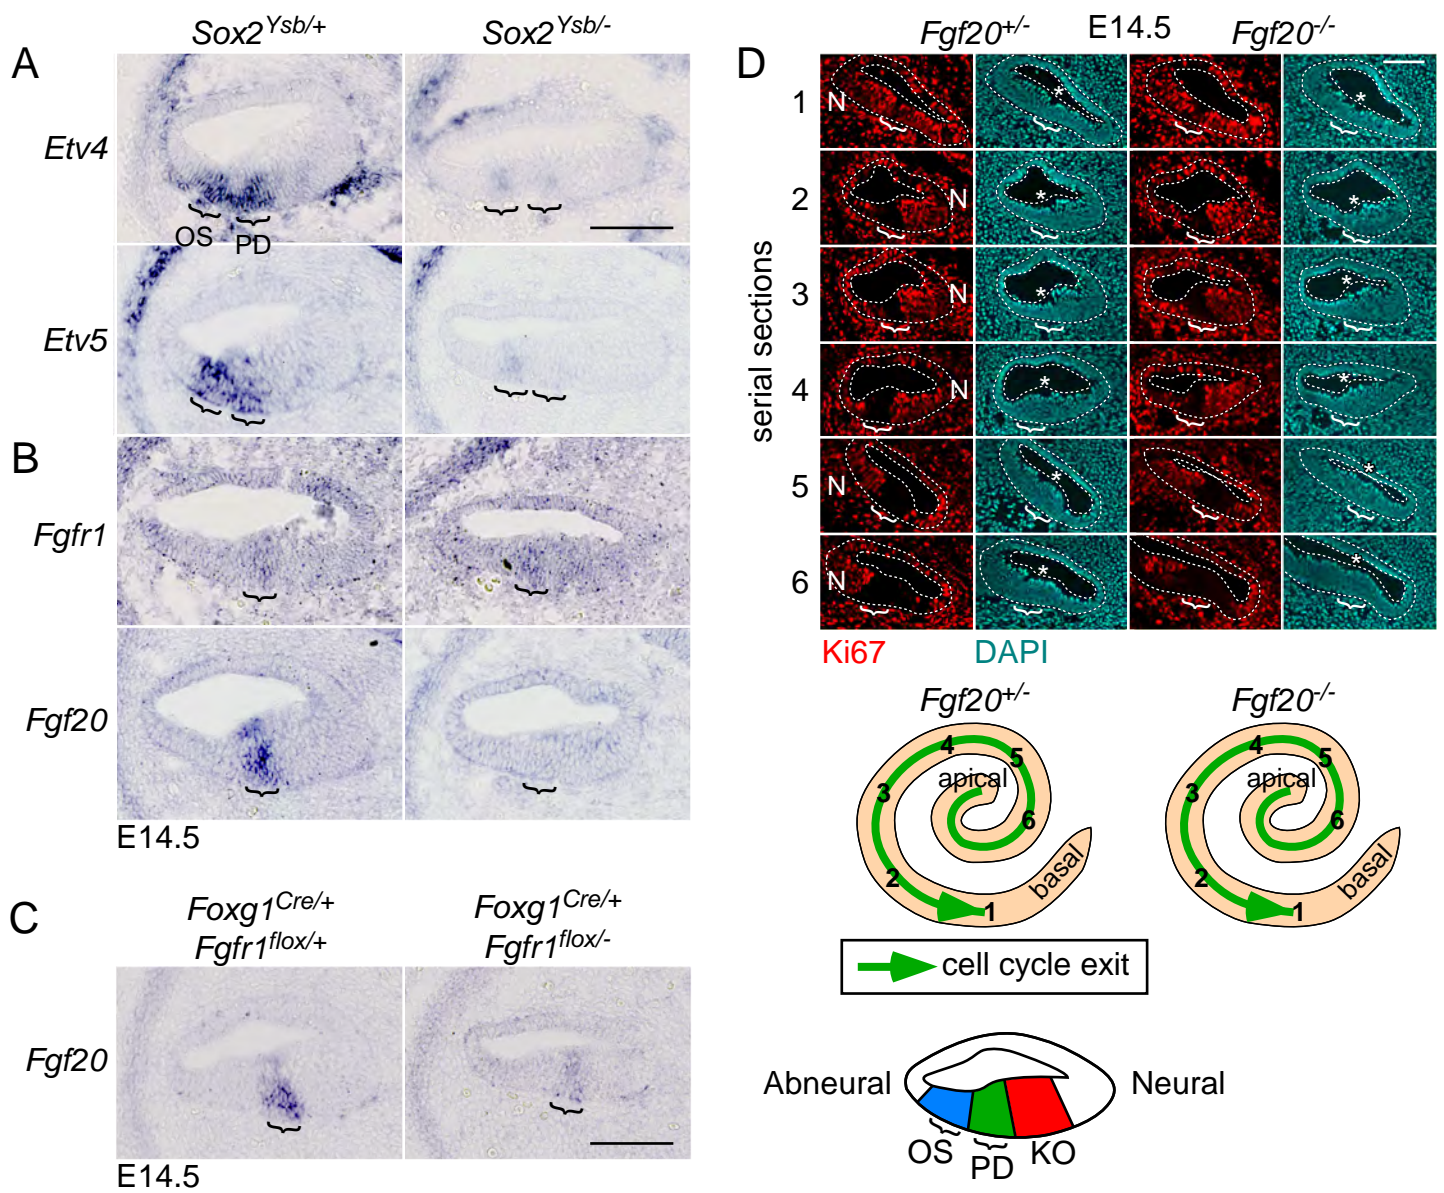 A
Sox2Ysb/+
Sox2Ysb/-
Etv4
OS
PD
Etv5
B
Fgfr1
Fgf20
E14.5
C
Foxg1Cre/+
Fgfr1flox/+
Foxg1Cre/+
Fgfr1flox/-
Fgf20
E14.5
D
Fgf20+/-
E14.5
Fgf20-/-
serial sections
1
N
*
*
2
N
*
*
3
N
*
*
4
N
*
*
5
N
*
*
6
N
*
*
Ki67
DAPI
Fgf20+/-
Fgf20-/-
4
5
apical
3
6
2
1
basal
4
5
apical
3
6
2
1
basal
cell cycle exit
Abneural
Neural
OS
PD
KO